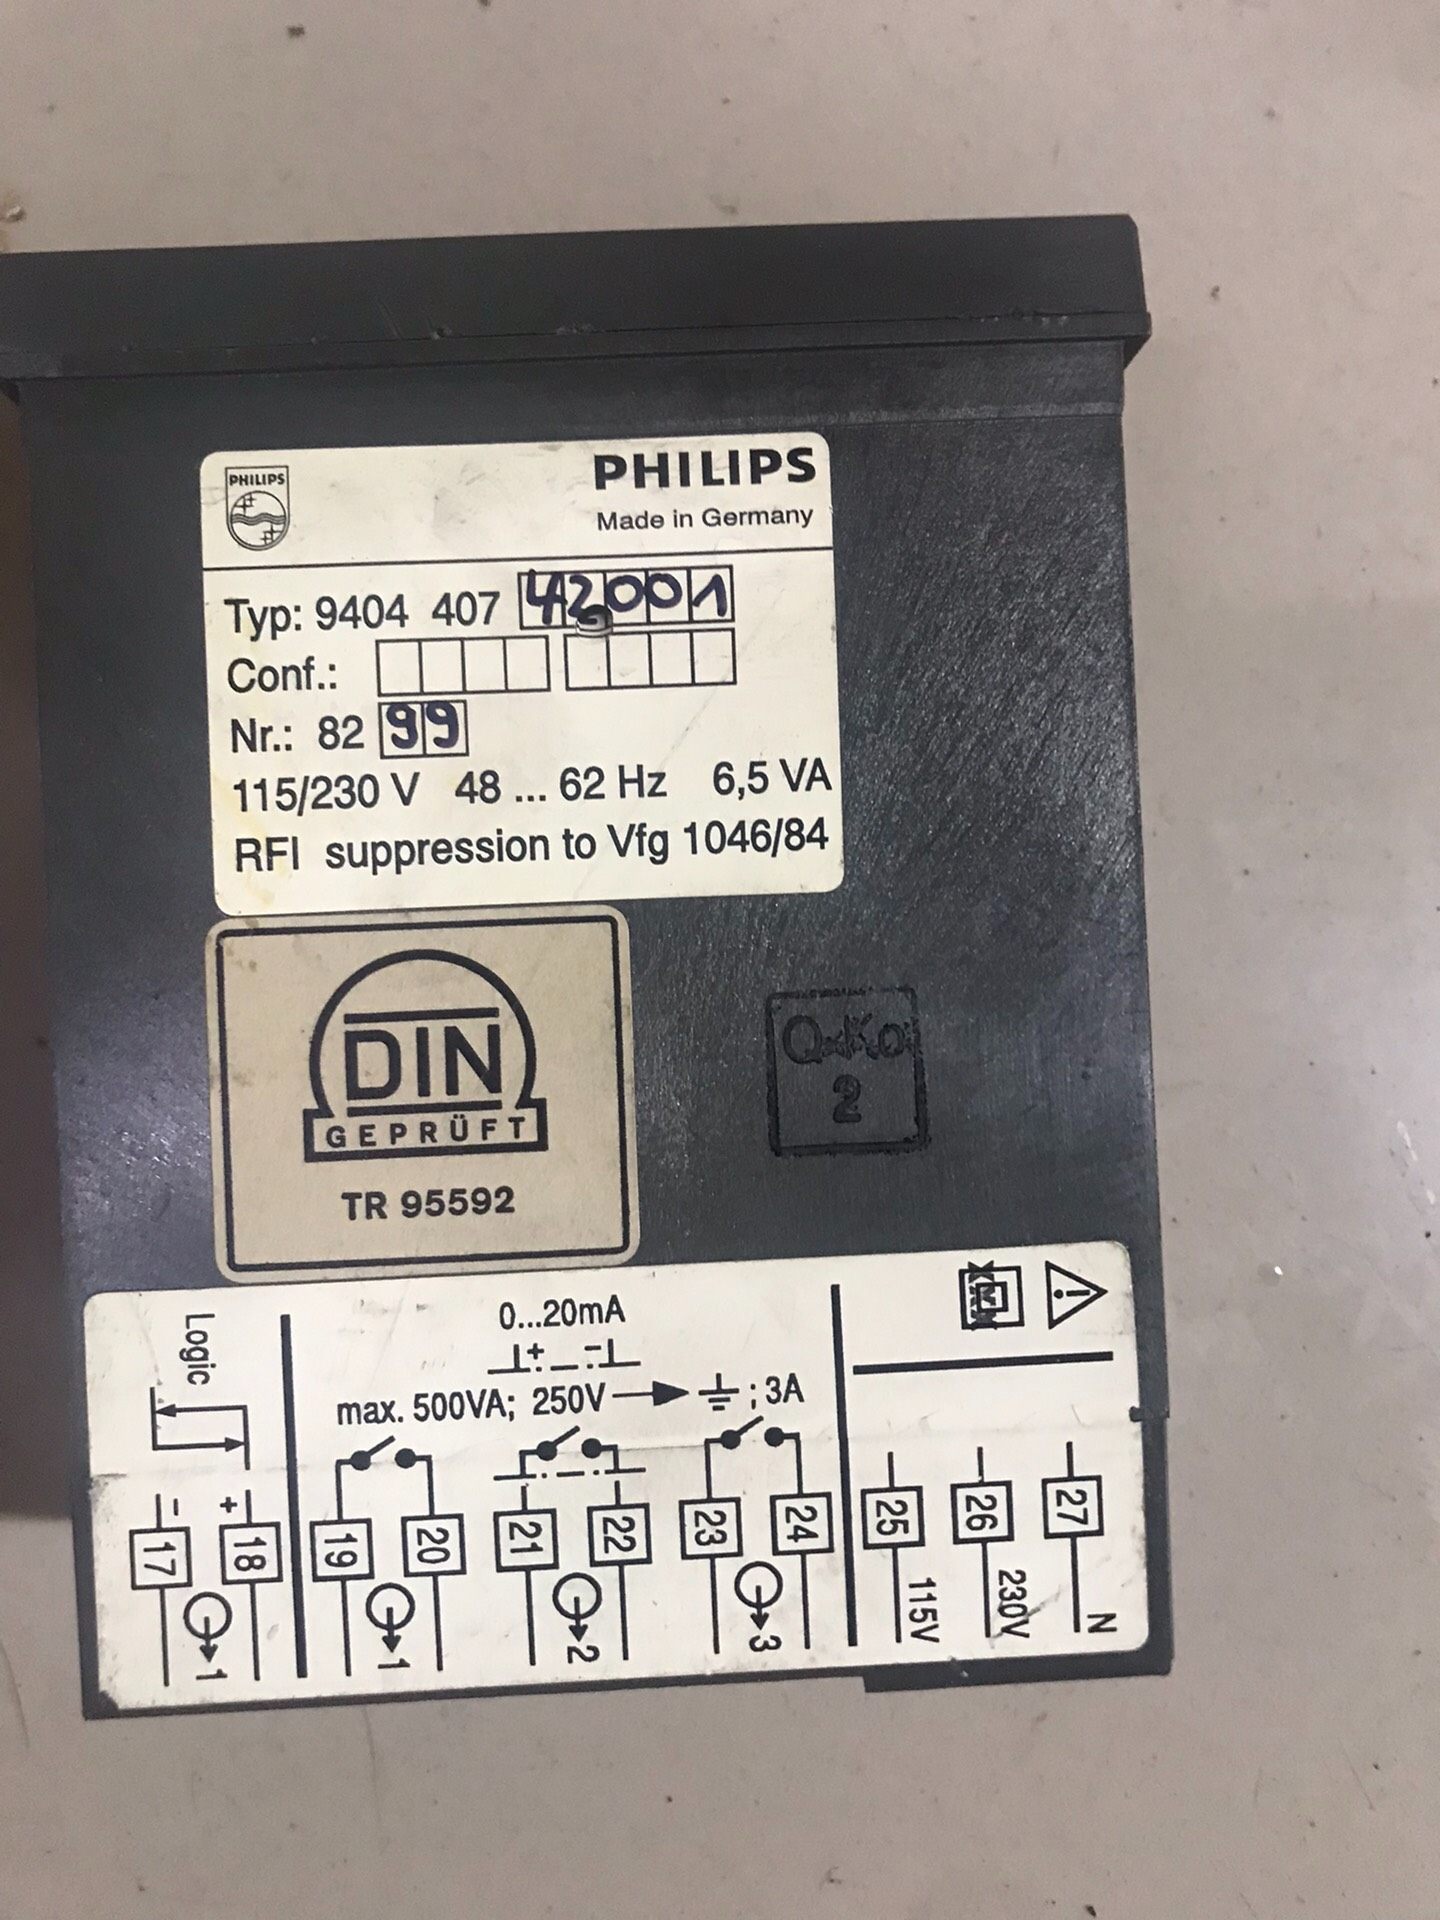 PHILIPS
PHILIPS
Made in Germany
Typ: 9404 407 42001
Conf.:
Nr.: 82 99
115/230 V 48 ... 62 Hz 6,5 VA
RFI suppression to Vfg 1046/84
DIN
GEPRÜFT
TR 95592
2
Logic
0...20mA
max. 500VA; 250V → ⏚ ; 3A
- +
17 18 19 20 21 22 23 24 25 26 27
1 1 2 3 115V 230V N